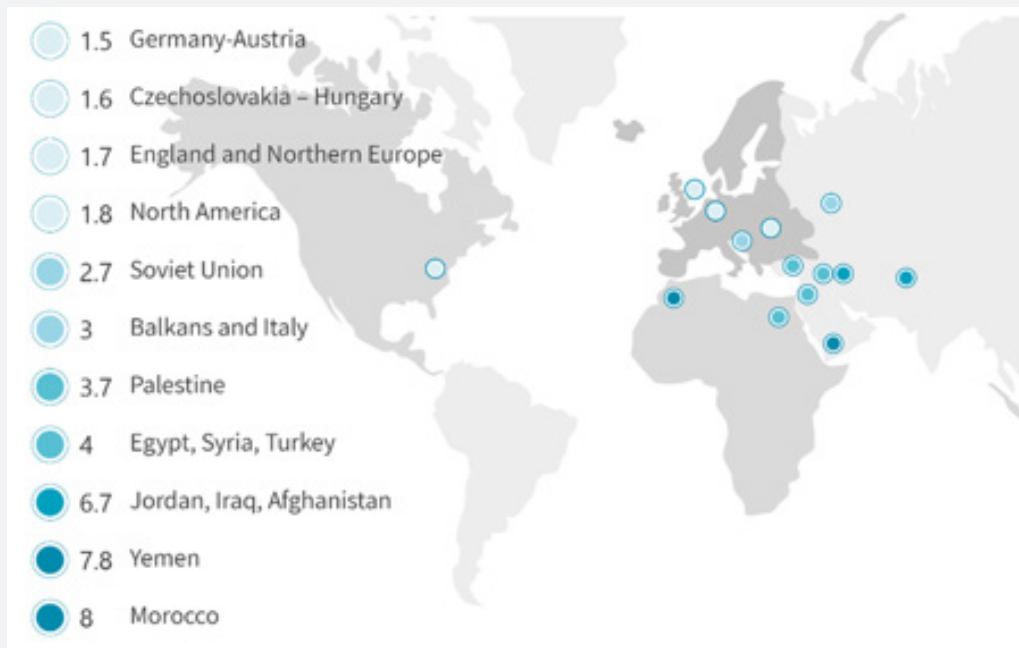 1.5 Germany-Austria
1.6 Czechoslovakia – Hungary
1.7 England and Northern Europe
1.8 North America
2.7 Soviet Union
3 Balkans and Italy
3.7 Palestine
4 Egypt, Syria, Turkey
6.7 Jordan, Iraq, Afghanistan
7.8 Yemen
8 Morocco